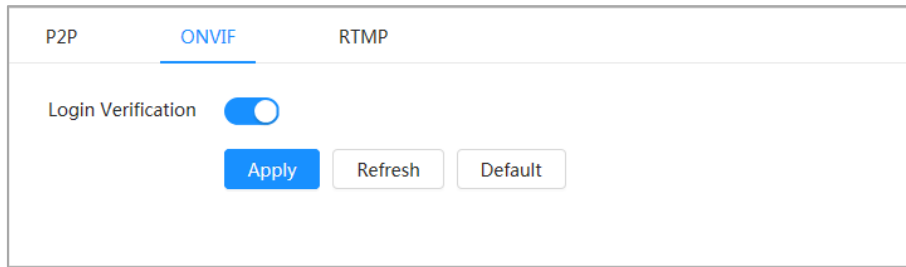 P2P ONVIF RTMP
Login Verification
Apply Refresh Default